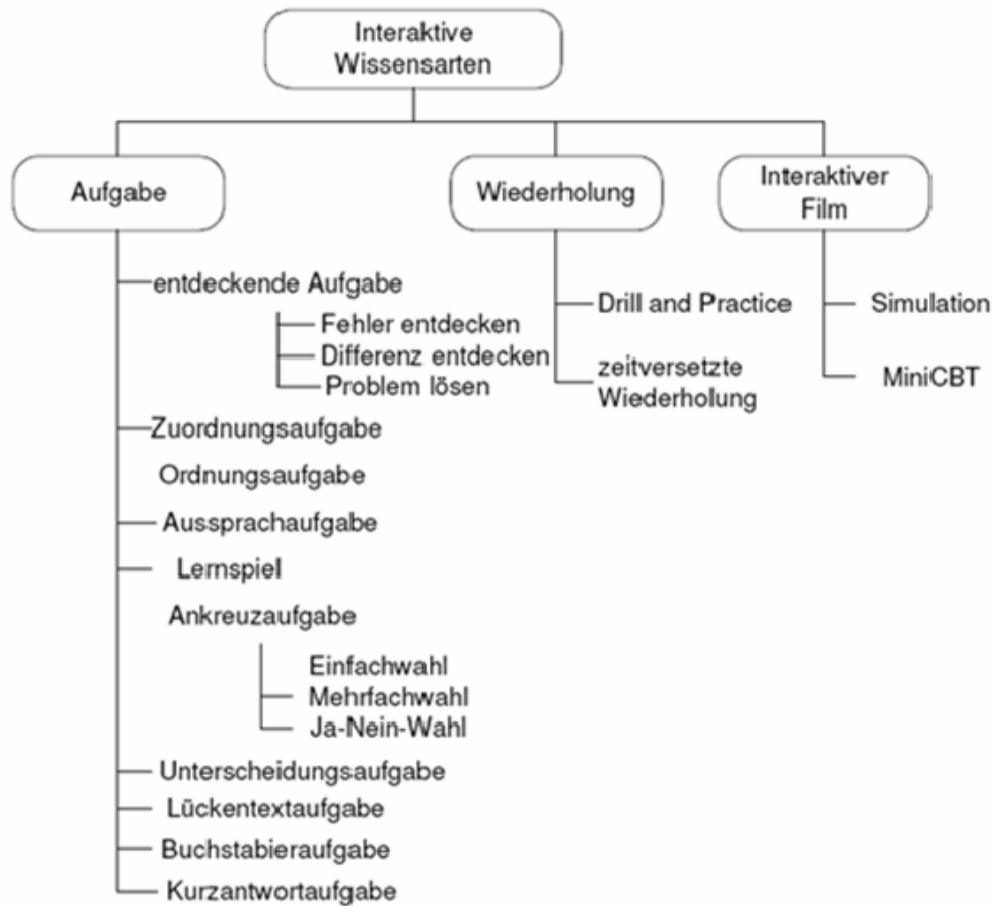 Interaktive
Wissensarten
Aufgabe
Wiederholung
Interaktiver
Film
entdeckende Aufgabe
Fehler entdecken
Differenz entdecken
Problem lösen
Zuordnungsaufgabe
Ordnungsaufgabe
Aussprachaufgabe
Lernspiel
Ankreuzaufgabe
Einfachwahl
Mehrfachwahl
Ja-Nein-Wahl
Unterscheidungsaufgabe
Lückentextaufgabe
Buchstabieraufgabe
Kurzantwortaufgabe
Drill and Practice
zeitversetzte
Wiederholung
Simulation
MiniCBT